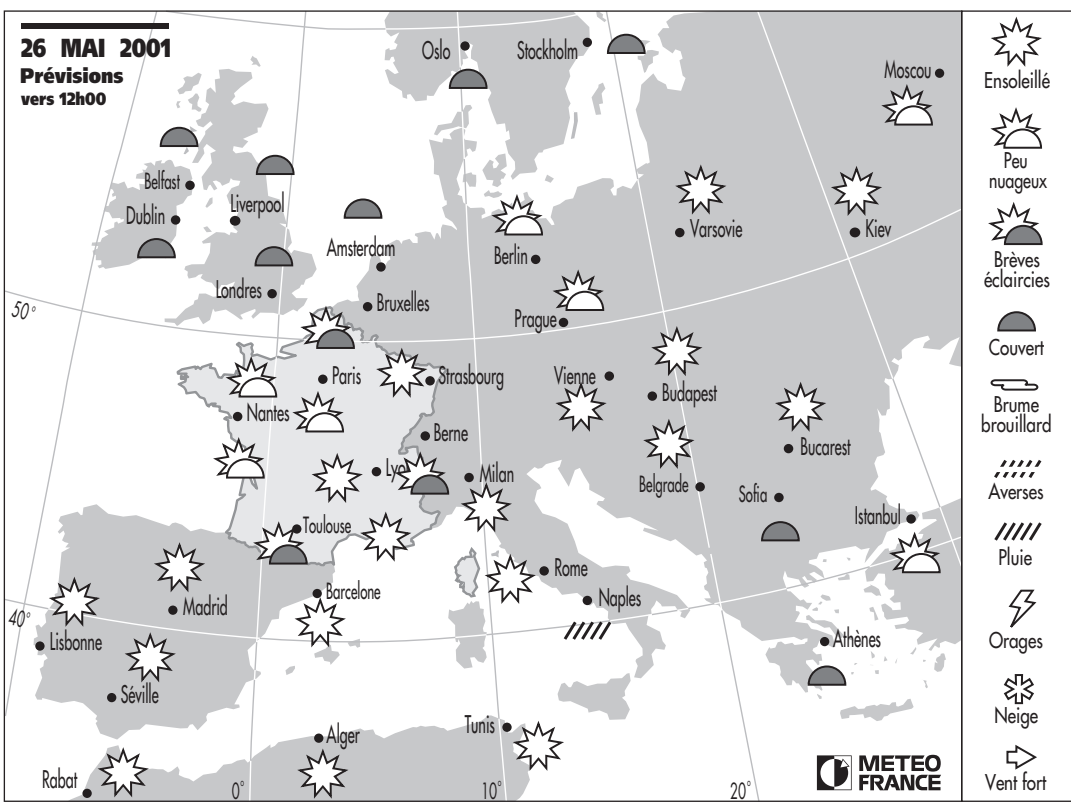 26 MAI 2001
Prévisions
vers 12h00
Oslo
Stockholm
Moscou
Belfast
Dublin
Liverpool
Amsterdam
Londres
Bruxelles
Berlin
Varsovie
Kiev
Prague
50°
Paris
Strasbourg
Vienne
Budapest
Nantes
Berne
Bucarest
Lyo
Milan
Belgrade
Sofia
Istanbul
Toulouse
Rome
Barcelone
Naples
Madrid
40°
Lisbonne
Athènes
Séville
Tunis
Alger
Rabat
0°
10°
20°
METEO
FRANCE
Ensoleillé
Peu
nuageux
Brèves
éclaircies
Couvert
Brume
brouillard
Averses
Pluie
Orages
Neige
Vent fort